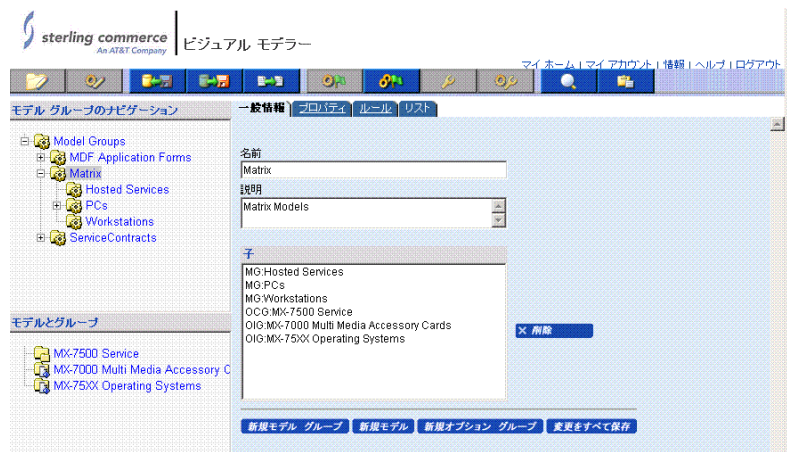 sterling commerce
An AT&T Company
ビジュアル モデラー
マイ ホーム | マイ アカウント | 情報 | ヘルプ | ログアウト
モデル グループのナビゲーション
Model Groups
MDF Application Forms
Matrix
Hosted Services
PCs
Workstations
ServiceContracts
モデルとグループ
MX-7500 Service
MX-7000 Multi Media Accessory C
MX-75XX Operating Systems
一般情報 プロパティ ルール リスト
名前
Matrix
説明
Matrix Models
子
MG:Hosted Services
MG:PCs
MG:Workstations
OCG:MX-7500 Service
OIG:MX-7000 Multi Media Accessory Cards
OIG:MX-75XX Operating Systems
× 削除
新規モデル グループ 新規モデル 新規オプション グループ 変更をすべて保存